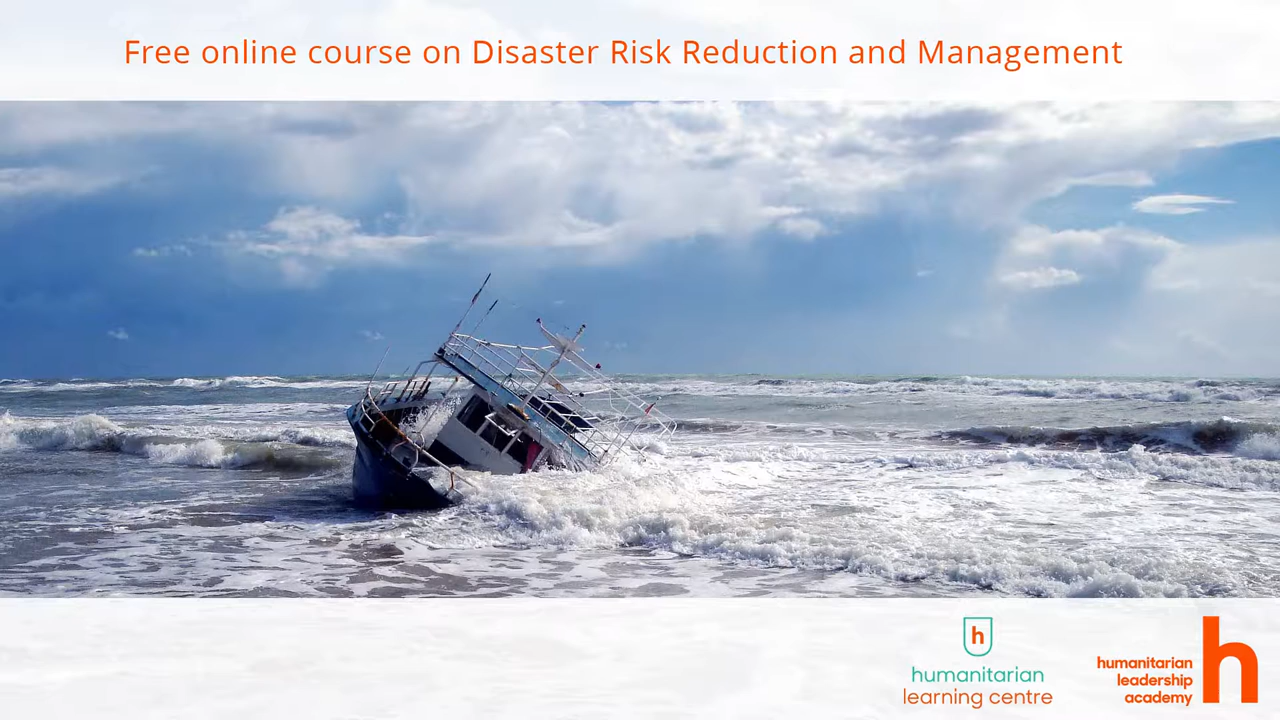 Free online course on Disaster Risk Reduction and Management
h
humanitarian
learning centre
humanitarian
leadership
academy
h